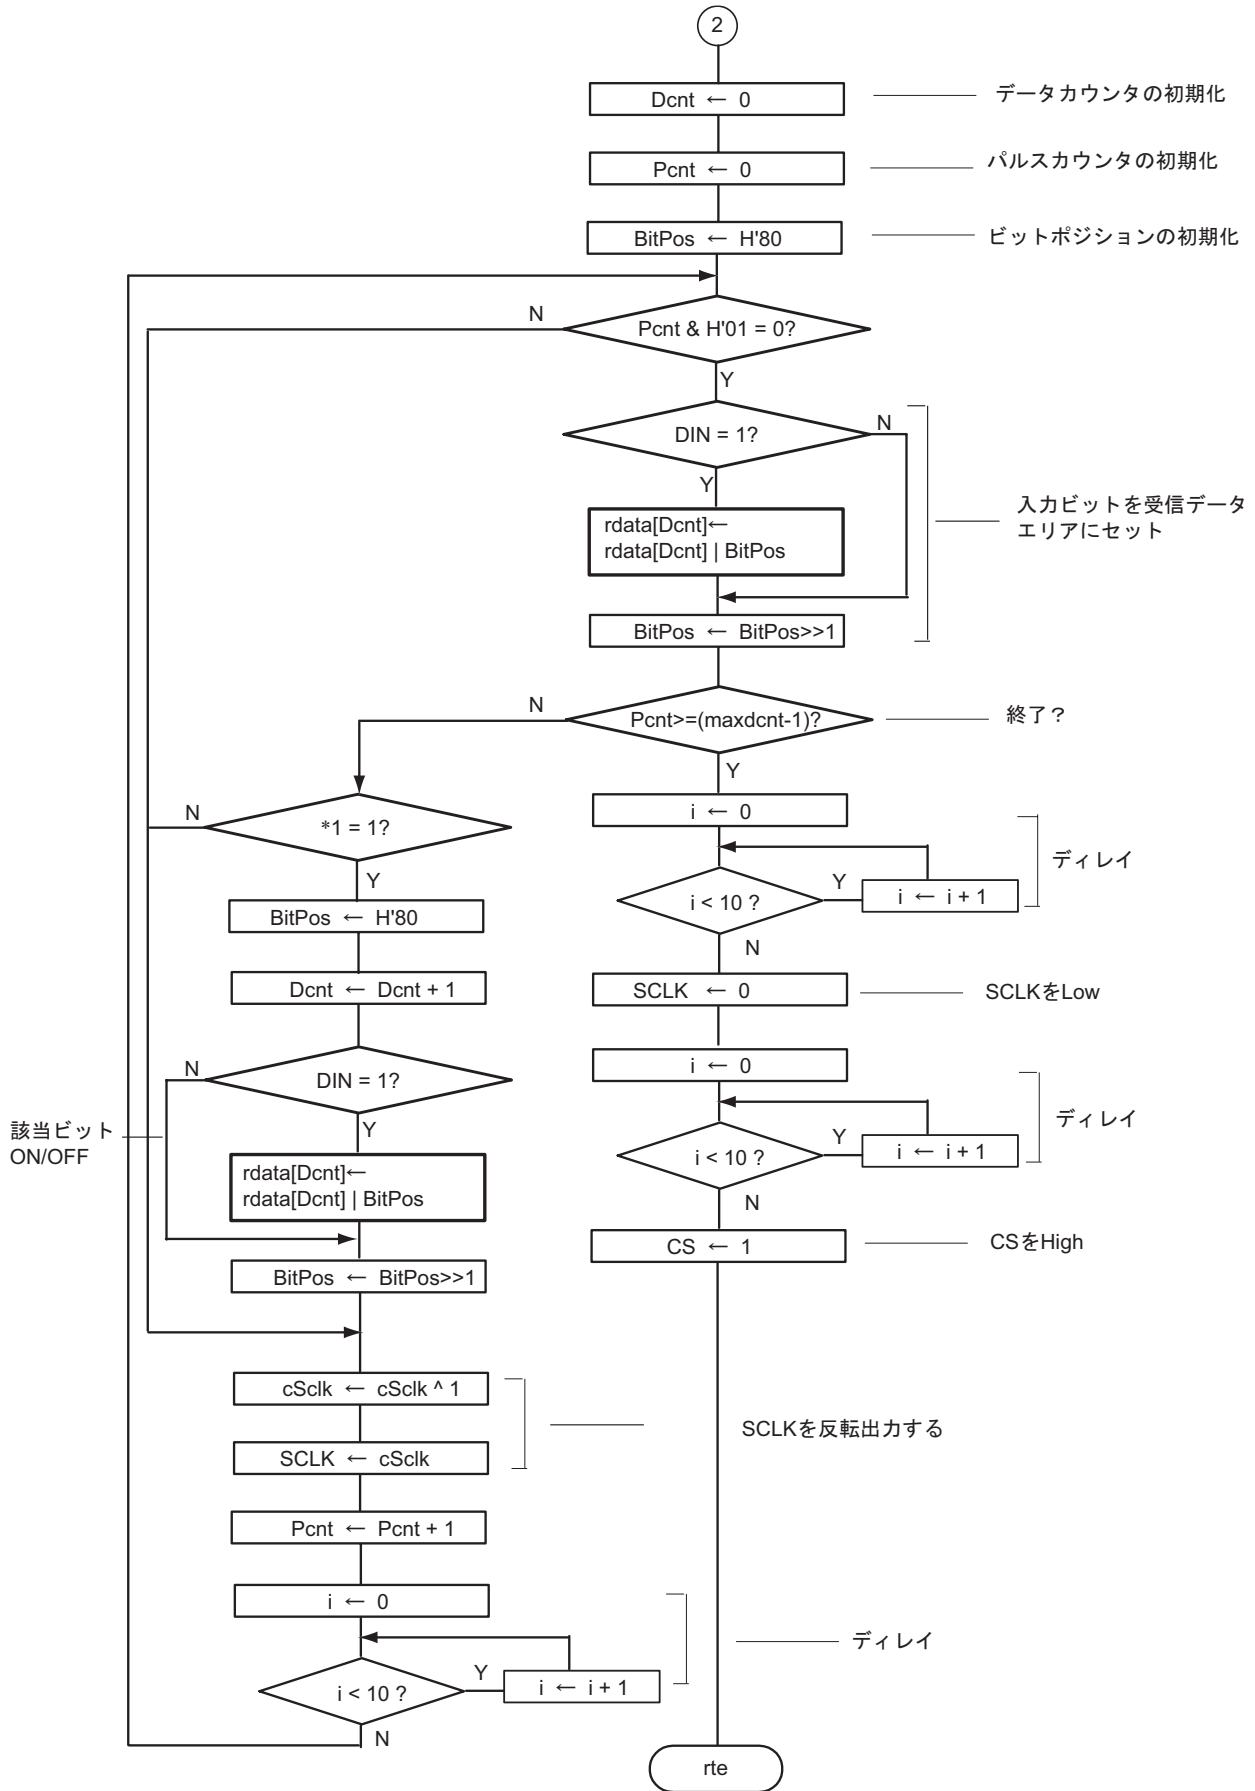 2
Dcnt ← 0
データカウンタの初期化
Pcnt ← 0
パルスカウンタの初期化
BitPos ← H'80
ビットポジションの初期化
Pcnt & H'01 = 0?
N
Y
DIN = 1?
N
Y
rdata[Dcnt]←
rdata[Dcnt] | BitPos
入力ビットを受信データ
エリアにセット
BitPos ← BitPos>>1
Pcnt>=(maxdcnt-1)?
N
終了？
Y
i ← 0
ディレイ
i < 10 ?
Y
i ← i + 1
N
SCLK ← 0
SCLKをLow
i ← 0
ディレイ
i < 10 ?
Y
i ← i + 1
N
CS ← 1
CSをHigh
*1 = 1?
N
Y
BitPos ← H'80
Dcnt ← Dcnt + 1
DIN = 1?
N
Y
該当ビット
ON/OFF
rdata[Dcnt]←
rdata[Dcnt] | BitPos
BitPos ← BitPos>>1
cSclk ← cSclk ^ 1
SCLK ← cSclk
SCLKを反転出力する
Pcnt ← Pcnt + 1
i ← 0
ディレイ
i < 10 ?
Y
i ← i + 1
N
rte